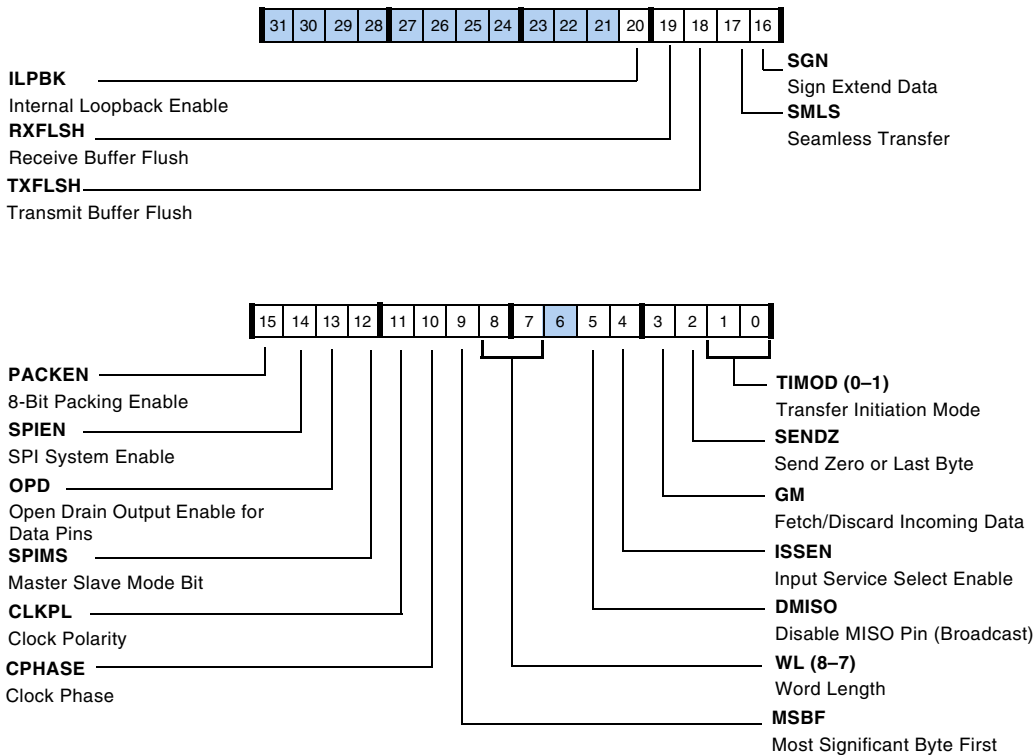 31 30 29 28 27 26 25 24 23 22 21 20 19 18 17 16
ILPBK
Internal Loopback Enable
RXFLSH
Receive Buffer Flush
TXFLSH
Transmit Buffer Flush
SGN
Sign Extend Data
SMLS
Seamless Transfer
15 14 13 12 11 10 9 8 7 6 5 4 3 2 1 0
PACKEN
8-Bit Packing Enable
SPIEN
SPI System Enable
OPD
Open Drain Output Enable for
Data Pins
SPIMS
Master Slave Mode Bit
CLKPL
Clock Polarity
CPHASE
Clock Phase
TIMOD (0–1)
Transfer Initiation Mode
SENDZ
Send Zero or Last Byte
GM
Fetch/Discard Incoming Data
ISSEN
Input Service Select Enable
DMISO
Disable MISO Pin (Broadcast)
WL (8–7)
Word Length
MSBF
Most Significant Byte First